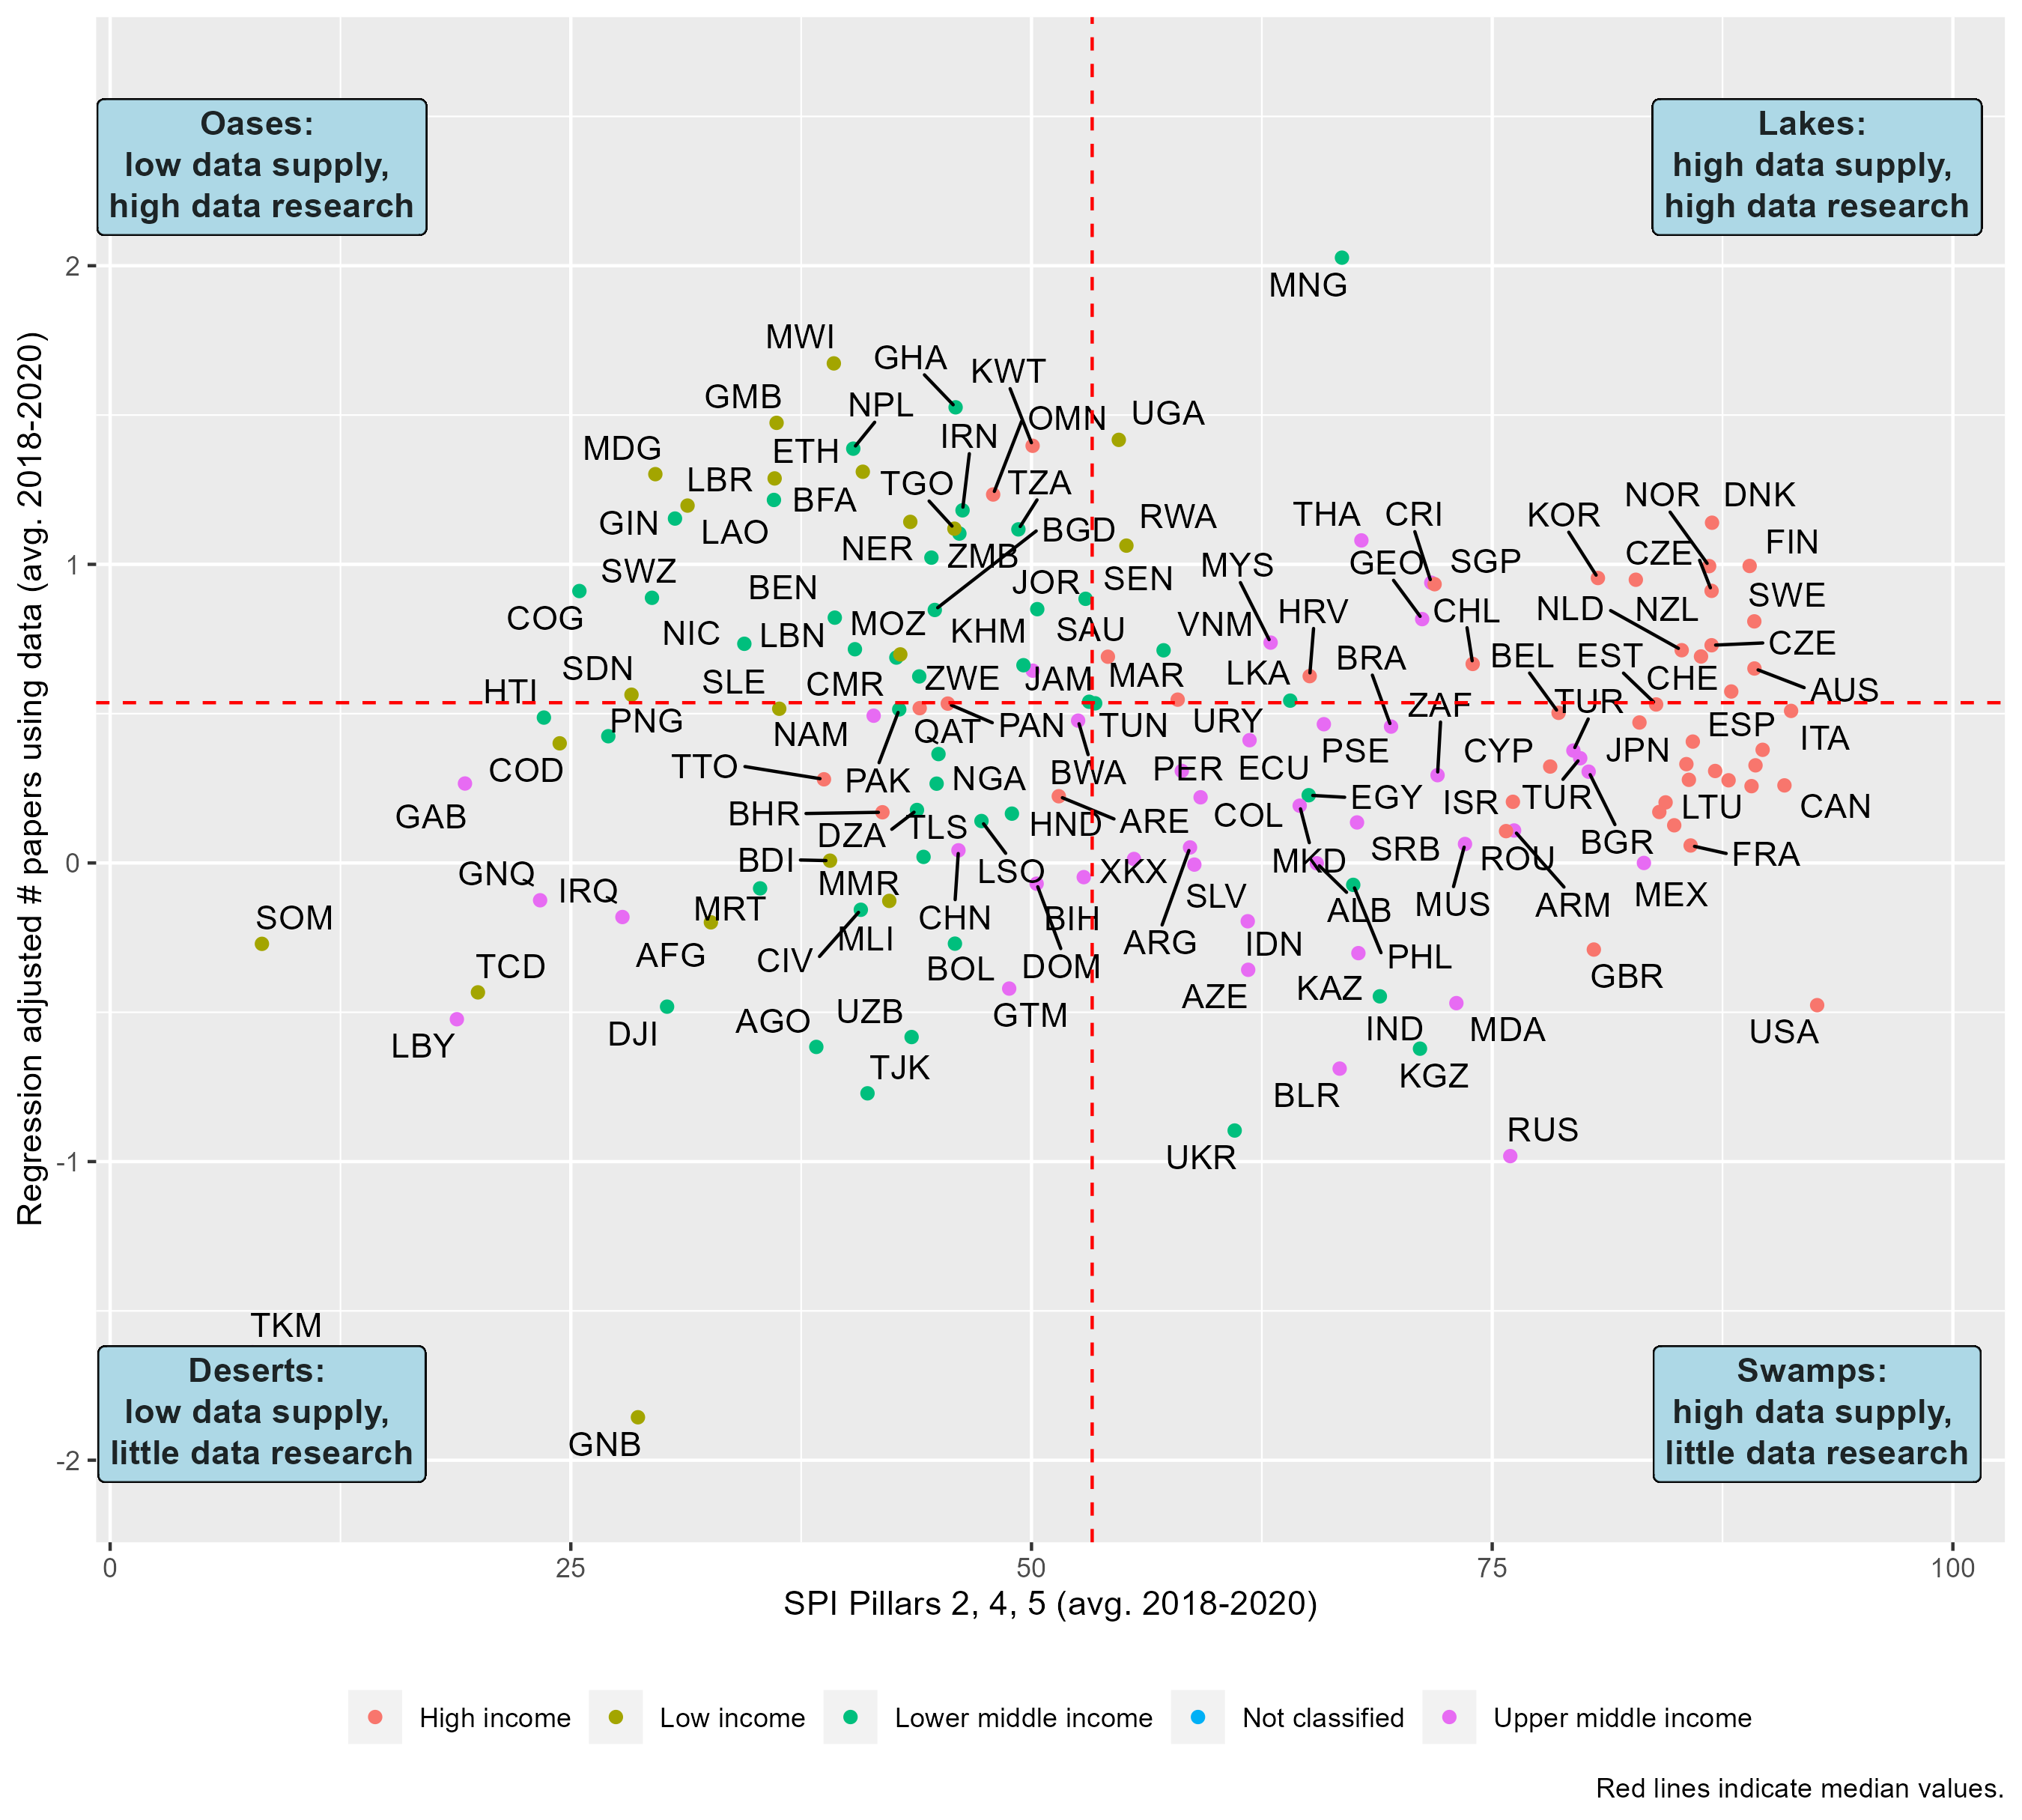 Oases:
low data supply,
high data research
Lakes:
high data supply,
high data research
Regression adjusted # papers using data (avg. 2018-2020)
2
1
0
-1
-2
MNG
MWI
GHA
KWT
GMB
NPL
OMN
UGA
IRN
MDG
ETH
LBR
TGO
TZA
BFA
NOR
DNK
GIN
LAO
THA
CRI
KOR
RWA
BGD
NER
ZMB
MYS
GEO
SGP
CZE
FIN
SWZ
BEN
JOR
SEN
COG
HRV
CHL
NLD
NZL
SWE
NIC
LBN
MOZ
KHM
SAU
VNM
BRA
BEL
EST
CZE
SDN
SLE
CMR
ZWE
JAM
MAR
LKA
CHE
AUS
HTI
TUR
ZAF
PNG
NAM
QAT
PAN
TUN
URY
ESP
ITA
TTO
COD
PAK
NGA
BWA
PER
ECU
PSE
CYP
JPN
GAB
BHR
DZA
TLS
HND
ARE
COL
EGY
ISR
TUR
LTU
CAN
GNQ
IRQ
BDI
MMR
LSO
XKX
MKD
SRB
ROU
BGR
FRA
SOM
MRT
CHN
BIH
SLV
ALB
MUS
ARM
MEX
TCD
AFG
CIV
MLI
BOL
DOM
ARG
IDN
PHL
GBR
LBY
DJI
AGO
UZB
GTM
AZE
KAZ
IND
MDA
USA
TJK
BLR
KGZ
UKR
RUS
TKM
GNB
Deserts:
low data supply,
little data research
Swamps:
high data supply,
little data research
0
25
50
75
100
SPI Pillars 2, 4, 5 (avg. 2018-2020)
High income
Low income
Lower middle income
Not classified
Upper middle income
Red lines indicate median values.